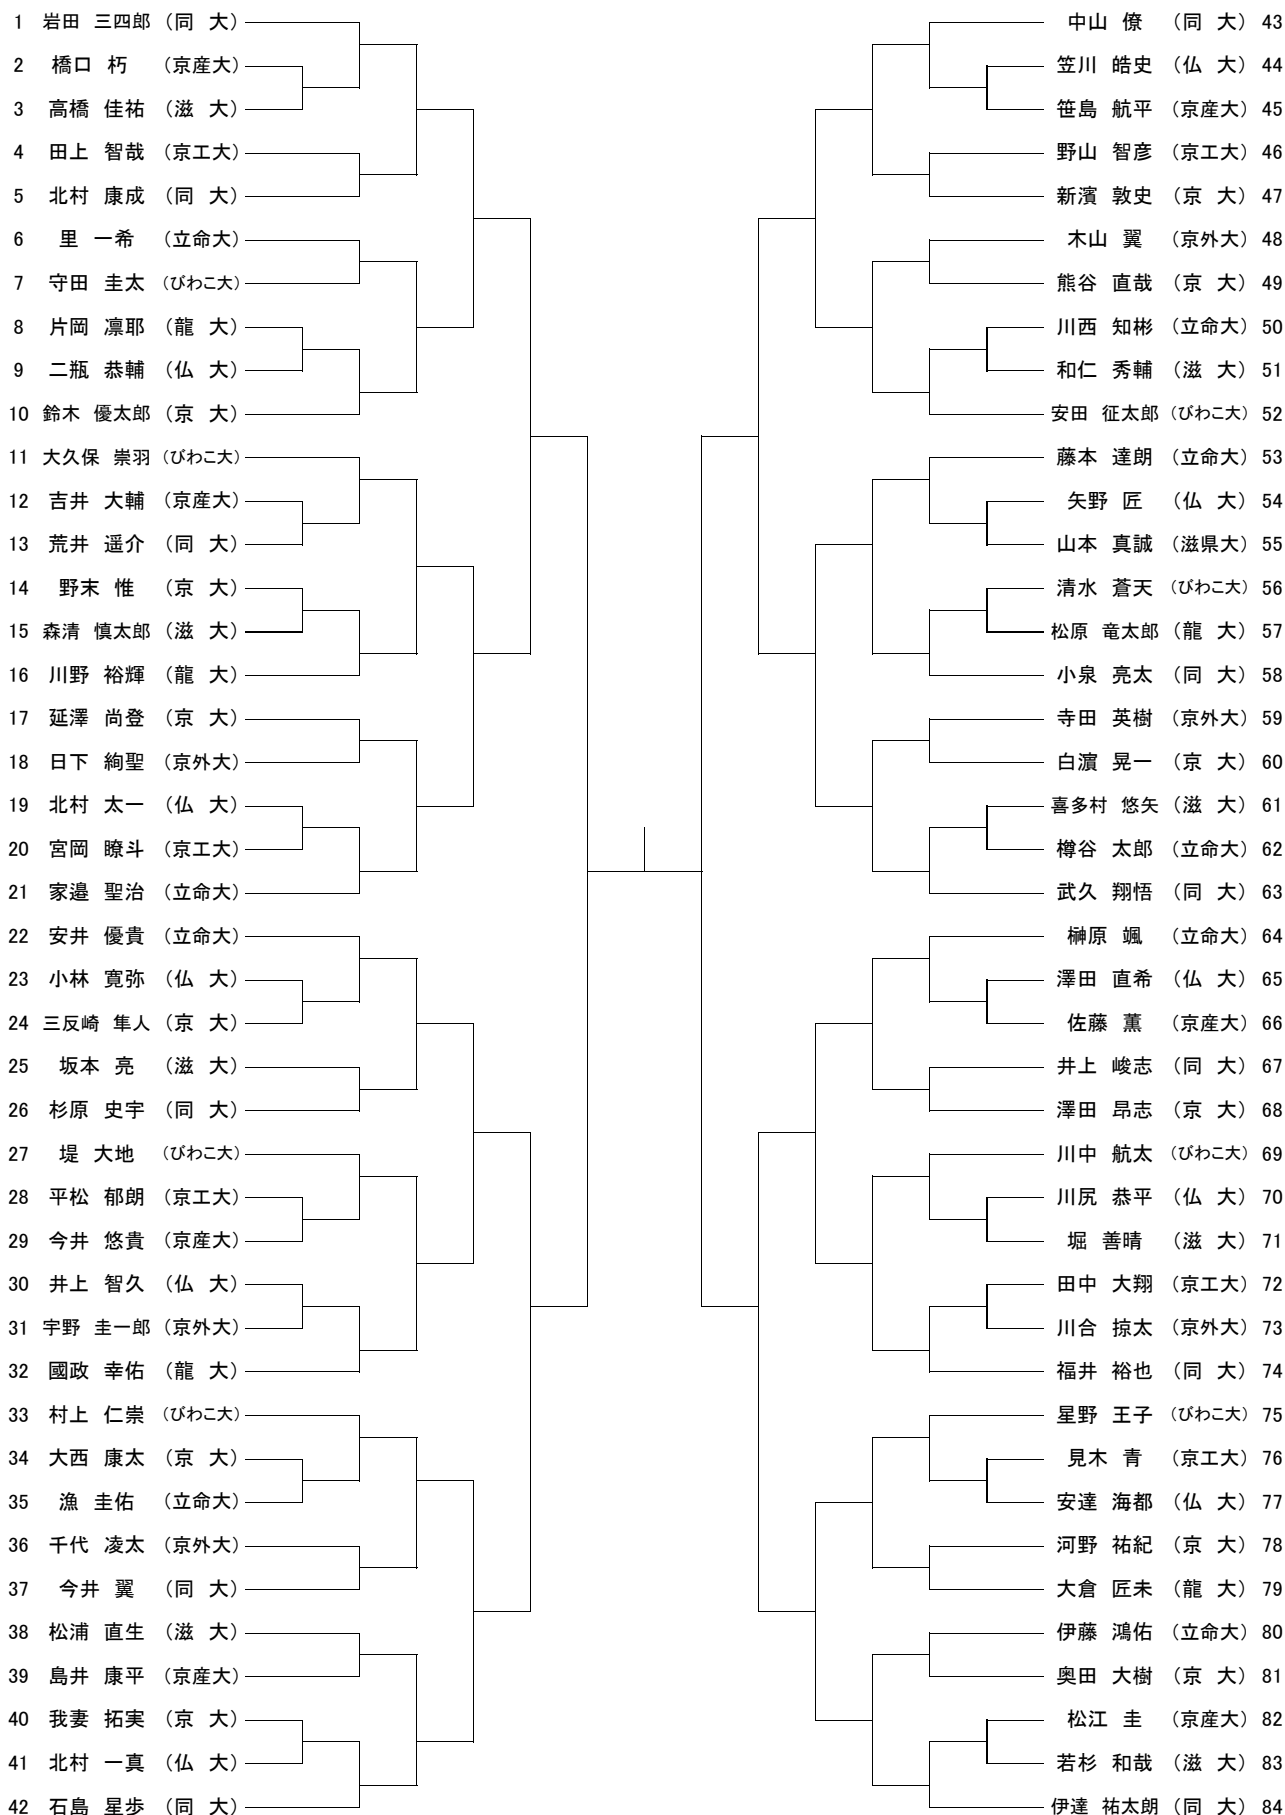 1 岩田 三四郎 (同 大)
2 橋口 朽 (京産大)
3 高橋 佳祐 (滋 大)
4 田上 智哉 (京工大)
5 北村 康成 (同 大)
6 里 一希 (立命大)
7 守田 圭太 (びわこ大)
8 片岡 凛耶 (龍 大)
9 二瓶 恭輔 (仏 大)
10 鈴木 優太郎 (京 大)
11 大久保 崇羽 (びわこ大)
12 吉井 大輔 (京産大)
13 荒井 遥介 (同 大)
14 野末 惟 (京 大)
15 森清 慎太郎 (滋 大)
16 川野 裕輝 (龍 大)
17 延澤 尚登 (京 大)
18 日下 絢聖 (京外大)
19 北村 太一 (仏 大)
20 宮岡 瞭斗 (京工大)
21 家邉 聖治 (立命大)
22 安井 優貴 (立命大)
23 小林 寛弥 (仏 大)
24 三反崎 隼人 (京 大)
25 坂本 亮 (滋 大)
26 杉原 史宇 (同 大)
27 堤 大地 (びわこ大)
28 平松 郁朗 (京工大)
29 今井 悠貴 (京産大)
30 井上 智久 (仏 大)
31 宇野 圭一郎 (京外大)
32 國政 幸佑 (龍 大)
33 村上 仁崇 (びわこ大)
34 大西 康太 (京 大)
35 漁 圭佑 (立命大)
36 千代 凌太 (京外大)
37 今井 翼 (同 大)
38 松浦 直生 (滋 大)
39 島井 康平 (京産大)
40 我妻 拓実 (京 大)
41 北村 一真 (仏 大)
42 石島 星歩 (同 大)
中山 僚 (同 大) 43
笠川 皓史 (仏 大) 44
笹島 航平 (京産大) 45
野山 智彦 (京工大) 46
新濱 敦史 (京 大) 47
木山 翼 (京外大) 48
熊谷 直哉 (京 大) 49
川西 知彬 (立命大) 50
和仁 秀輔 (滋 大) 51
安田 征太郎 (びわこ大) 52
藤本 達朗 (立命大) 53
矢野 匠 (仏 大) 54
山本 真誠 (滋県大) 55
清水 蒼天 (びわこ大) 56
松原 竜太郎 (龍 大) 57
小泉 亮太 (同 大) 58
寺田 英樹 (京外大) 59
白濵 晃一 (京 大) 60
喜多村 悠矢 (滋 大) 61
樽谷 太郎 (立命大) 62
武久 翔悟 (同 大) 63
榊原 颯 (立命大) 64
澤田 直希 (仏 大) 65
佐藤 薫 (京産大) 66
井上 峻志 (同 大) 67
澤田 昂志 (京 大) 68
川中 航太 (びわこ大) 69
川尻 恭平 (仏 大) 70
堀 善晴 (滋 大) 71
田中 大翔 (京工大) 72
川合 掠太 (京外大) 73
福井 裕也 (同 大) 74
星野 王子 (びわこ大) 75
見木 青 (京工大) 76
安達 海都 (仏 大) 77
河野 祐紀 (京 大) 78
大倉 匠未 (龍 大) 79
伊藤 鴻佑 (立命大) 80
奥田 大樹 (京 大) 81
松江 圭 (京産大) 82
若杉 和哉 (滋 大) 83
伊達 祐太朗 (同 大) 84